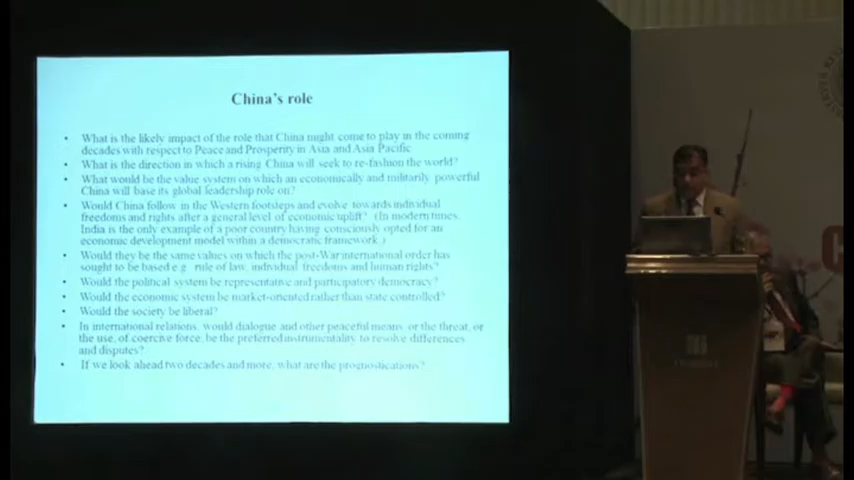 China's role
• What is the likely impact of the role that China might come to play in the coming
decades with respect to Peace and Prosperity in Asia and Asia Pacific
• What is the direction in which a rising China will seek to re-fashion the world?
• What would be the value system on which an economically and militarily powerful
China will base its global leadership role on?
• Would China follow in the Western footsteps and evolve towards individual
freedoms and rights after a general level of economic uplift? (In modern times,
India is the only example of a poor country having consciously opted for an
economic development model within a democratic framework.)
• Would they be the same values on which the post-War international order has
sought to be based e.g. rule of law, individual freedoms and human rights?
• Would the political system be representative and participatory democracy?
• Would the economic system be market-oriented rather than state controlled?
• Would the society be liberal?
• In international relations, would dialogue and other peaceful means, or the threat, or
the use, of coercive force, be the preferred instrumentality to resolve differences
and disputes?
• If we look ahead two decades and more, what are the prognostications?